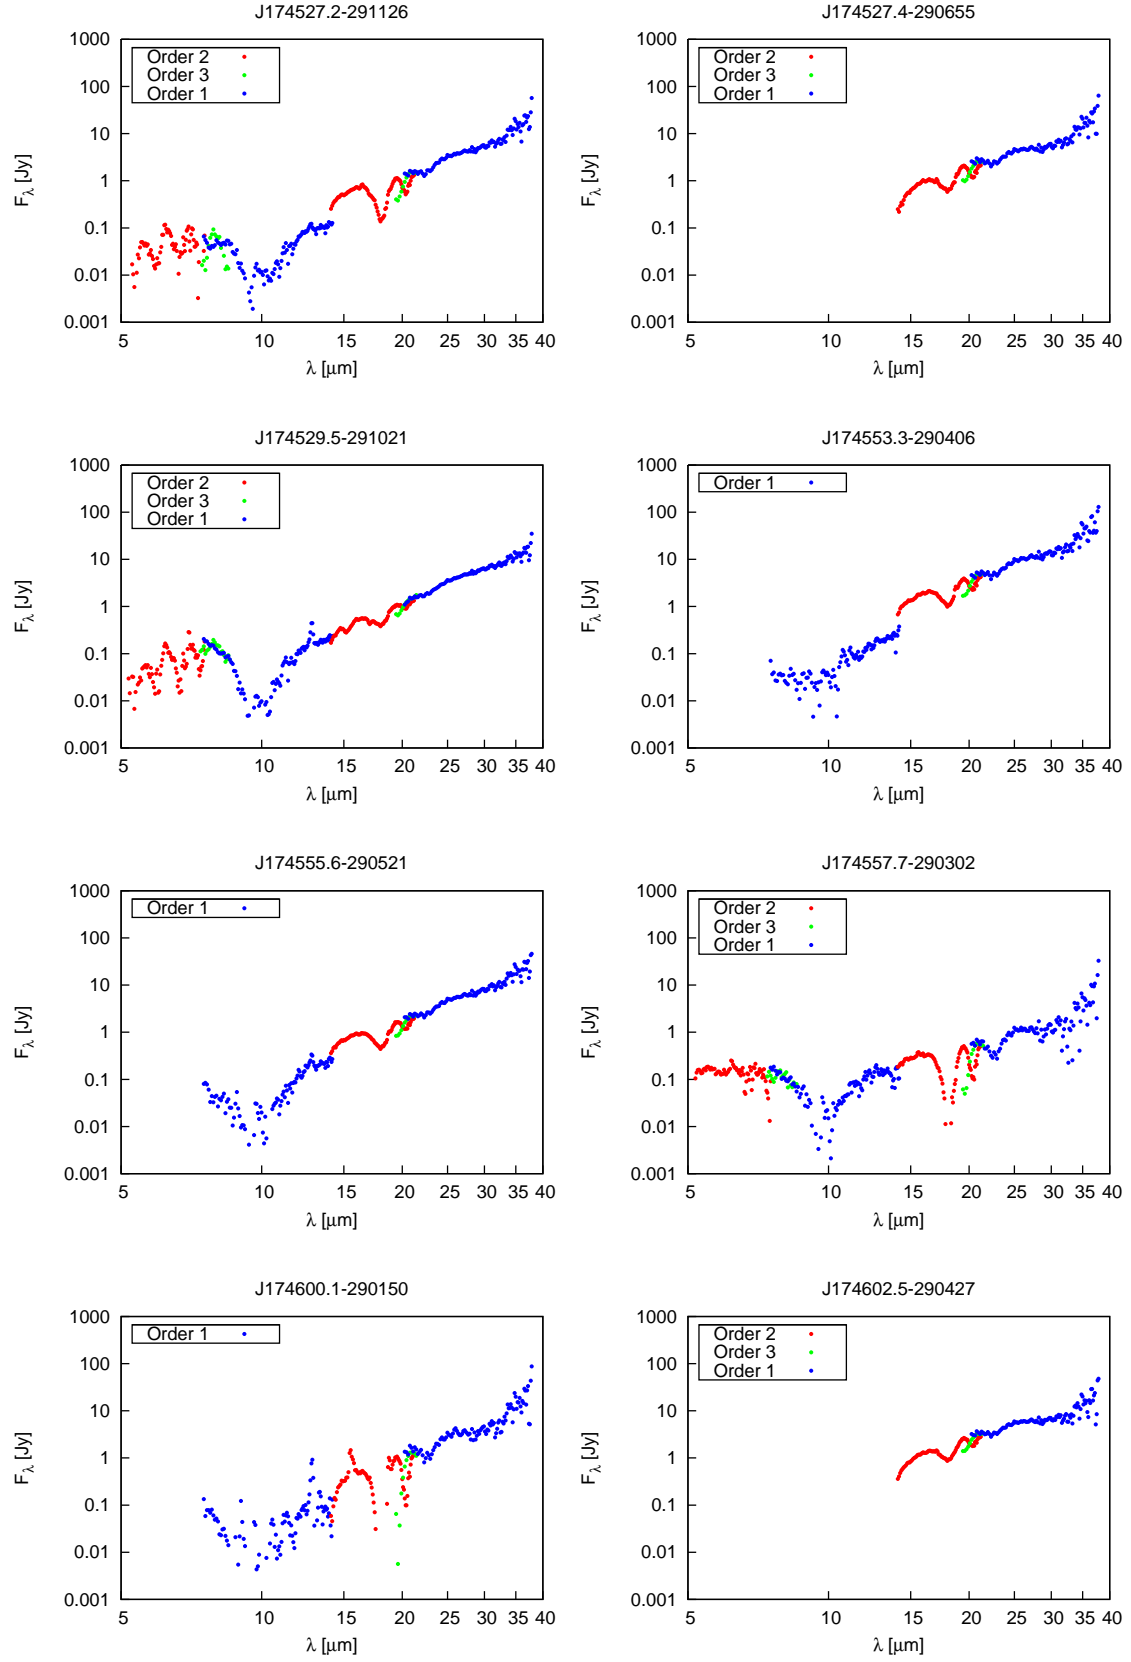 J174527.2-291126
1000
100
10
1
0.1
0.01
0.001
F_λ [Jy]
Order 2
Order 3
Order 1
5 10 15 20 25 30 35 40
λ [μm]
J174527.4-290655
1000
100
10
1
0.1
0.01
0.001
F_λ [Jy]
Order 2
Order 3
Order 1
5 10 15 20 25 30 35 40
λ [μm]
J174529.5-291021
1000
100
10
1
0.1
0.01
0.001
F_λ [Jy]
Order 2
Order 3
Order 1
5 10 15 20 25 30 35 40
λ [μm]
J174553.3-290406
1000
100
10
1
0.1
0.01
0.001
F_λ [Jy]
Order 1
5 10 15 20 25 30 35 40
λ [μm]
J174555.6-290521
1000
100
10
1
0.1
0.01
0.001
F_λ [Jy]
Order 1
5 10 15 20 25 30 35 40
λ [μm]
J174557.7-290302
1000
100
10
1
0.1
0.01
0.001
F_λ [Jy]
Order 2
Order 3
Order 1
5 10 15 20 25 30 35 40
λ [μm]
J174600.1-290150
1000
100
10
1
0.1
0.01
0.001
F_λ [Jy]
Order 1
5 10 15 20 25 30 35 40
λ [μm]
J174602.5-290427
1000
100
10
1
0.1
0.01
0.001
F_λ [Jy]
Order 2
Order 3
Order 1
5 10 15 20 25 30 35 40
λ [μm]